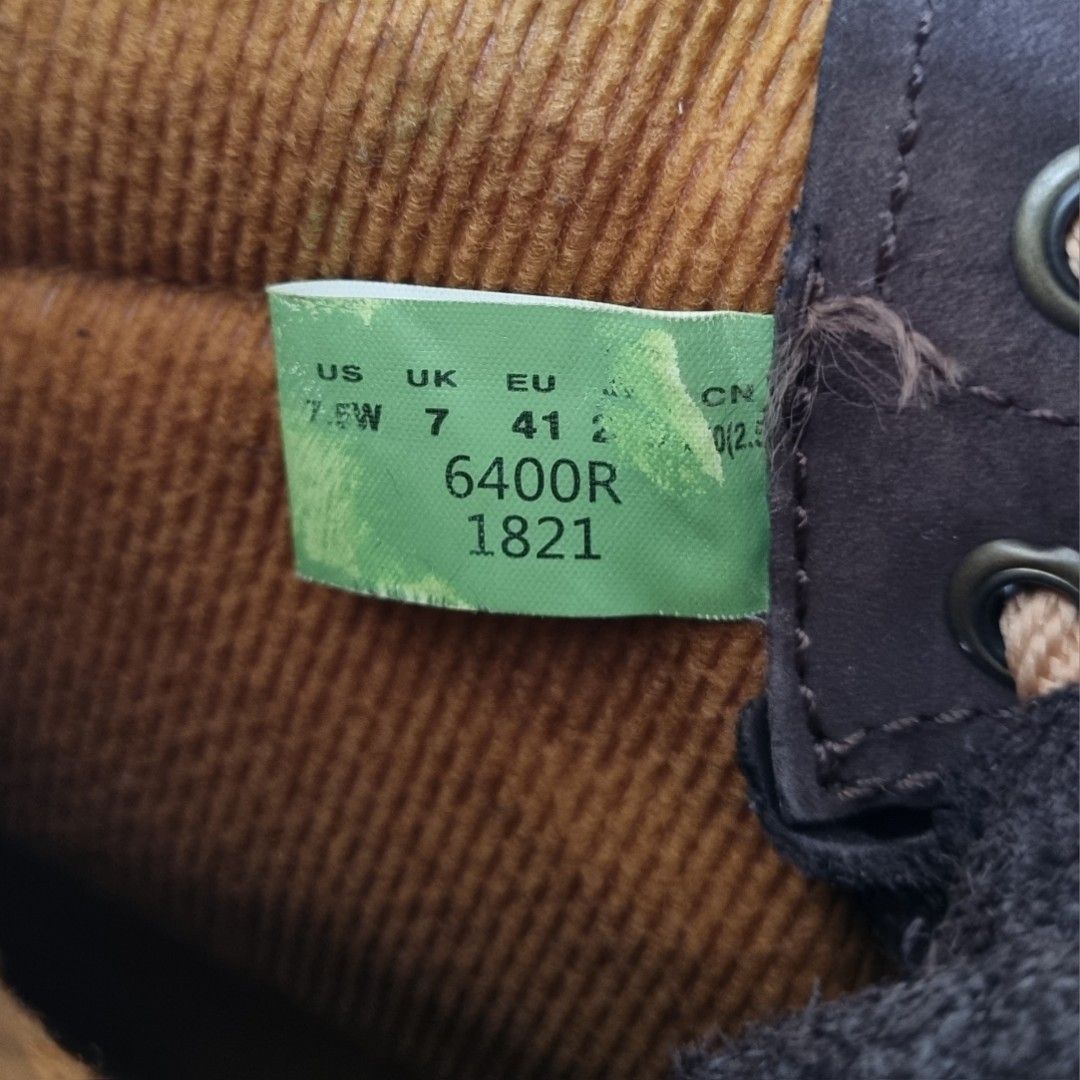 US UK EU CN
7.5W 7 41
6400R
1821